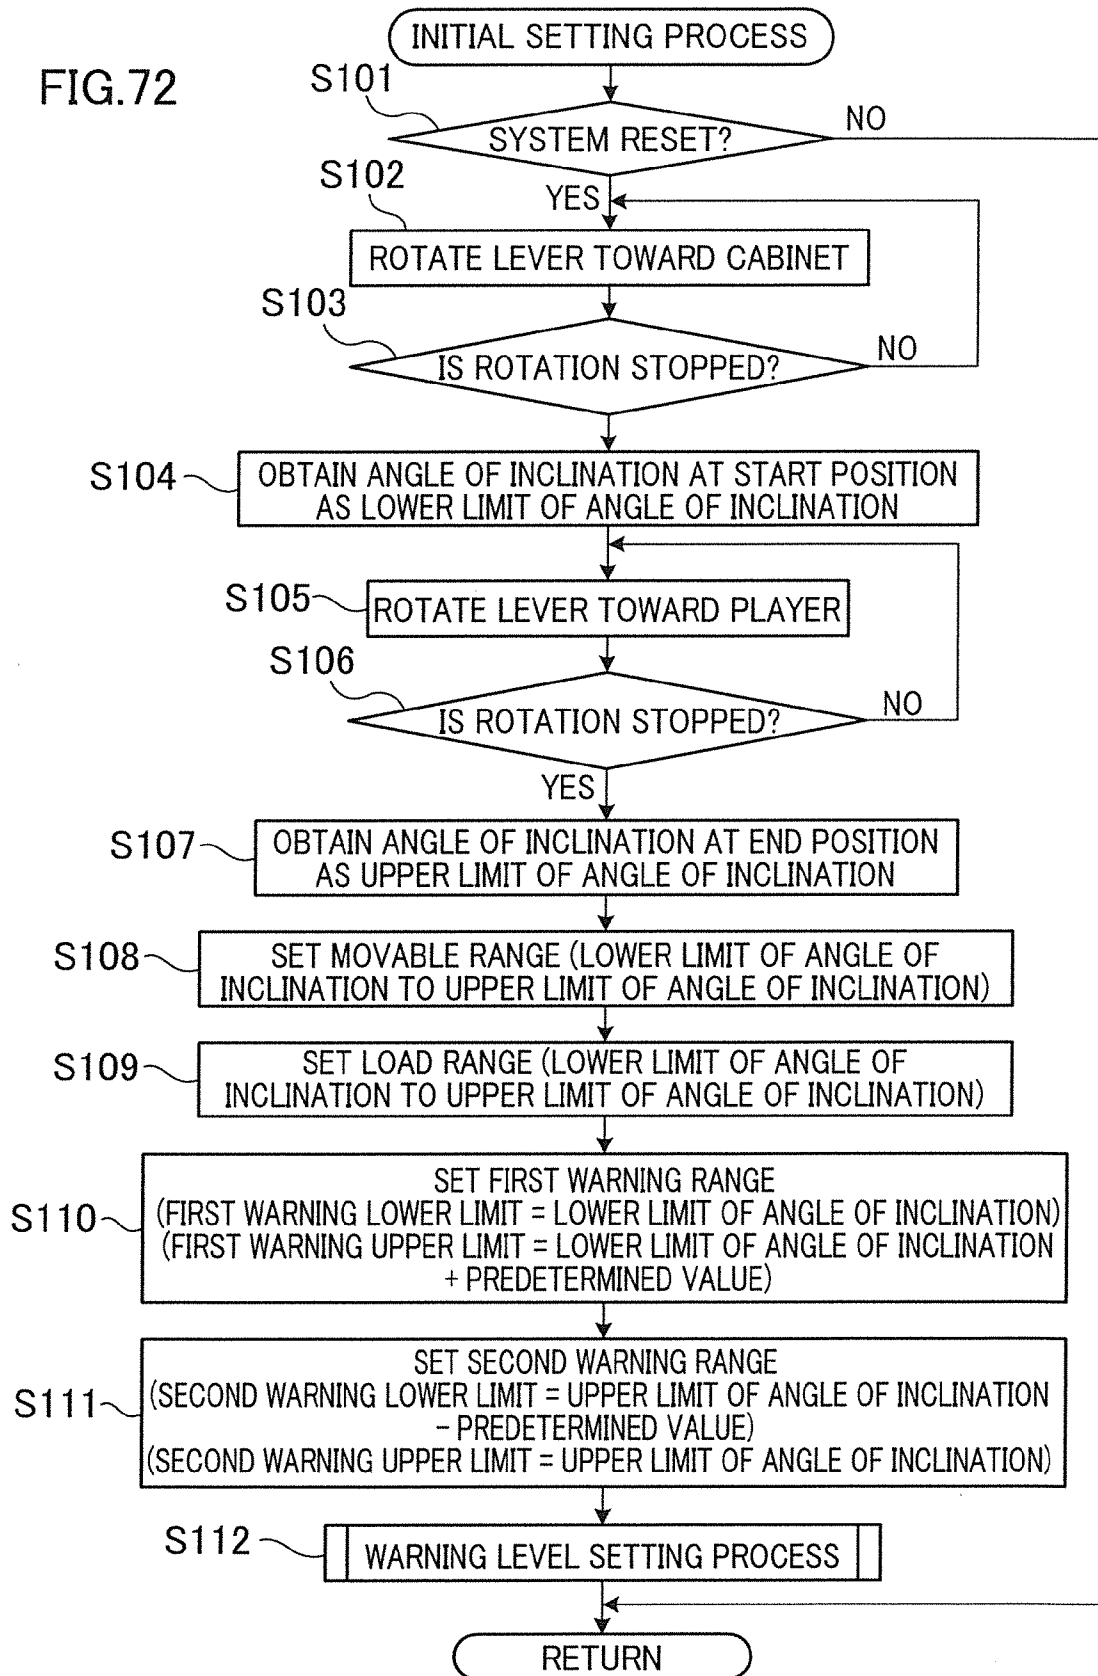 INITIAL SETTING PROCESS
FIG.72
S101
SYSTEM RESET?
NO
S102
YES
ROTATE LEVER TOWARD CABINET
S103
IS ROTATION STOPPED?
NO
S104
OBTAIN ANGLE OF INCLINATION AT START POSITION
AS LOWER LIMIT OF ANGLE OF INCLINATION
S105
ROTATE LEVER TOWARD PLAYER
S106
IS ROTATION STOPPED?
NO
YES
S107
OBTAIN ANGLE OF INCLINATION AT END POSITION
AS UPPER LIMIT OF ANGLE OF INCLINATION
S108
SET MOVABLE RANGE (LOWER LIMIT OF ANGLE OF
INCLINATION TO UPPER LIMIT OF ANGLE OF INCLINATION)
S109
SET LOAD RANGE (LOWER LIMIT OF ANGLE OF
INCLINATION TO UPPER LIMIT OF ANGLE OF INCLINATION)
S110
SET FIRST WARNING RANGE
(FIRST WARNING LOWER LIMIT = LOWER LIMIT OF ANGLE OF INCLINATION)
(FIRST WARNING UPPER LIMIT = LOWER LIMIT OF ANGLE OF INCLINATION
+ PREDETERMINED VALUE)
S111
SET SECOND WARNING RANGE
(SECOND WARNING LOWER LIMIT = UPPER LIMIT OF ANGLE OF INCLINATION
- PREDETERMINED VALUE)
(SECOND WARNING UPPER LIMIT = UPPER LIMIT OF ANGLE OF INCLINATION)
S112
WARNING LEVEL SETTING PROCESS
RETURN